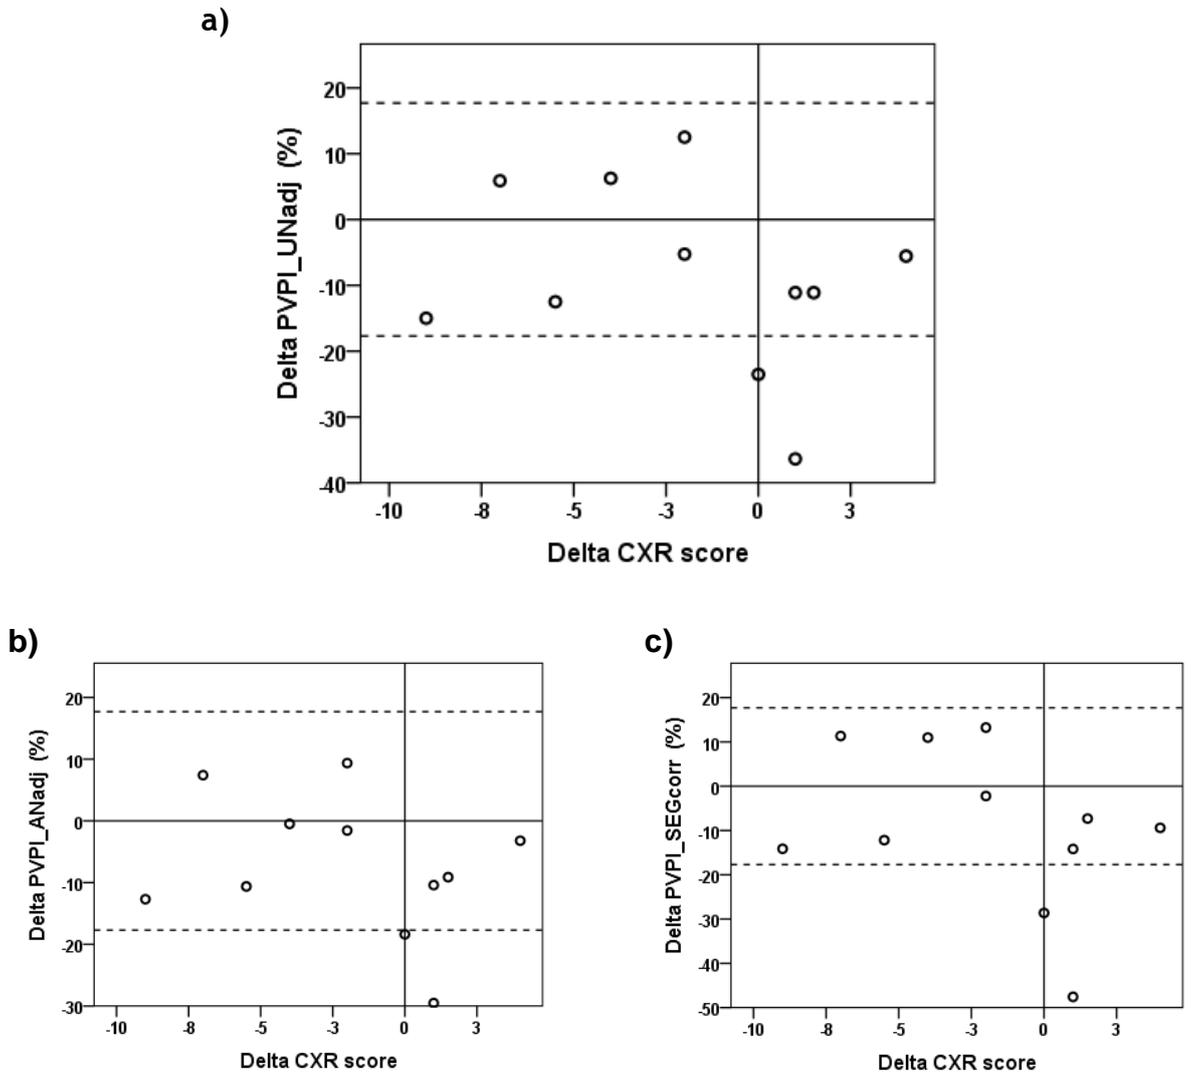 a)
Delta PVPI_UNadj (%)
20
10
0
-10
-20
-30
-40
-10 -8 -5 -3 0 3
Delta CXR score
b)
Delta PVPI_ANadj (%)
20
10
0
-10
-20
-30
-10 -8 -5 -3 0 3
Delta CXR score
c)
Delta PVPI_SEGcorr (%)
20
10
0
-10
-20
-30
-40
-50
-10 -8 -5 -3 0 3
Delta CXR score